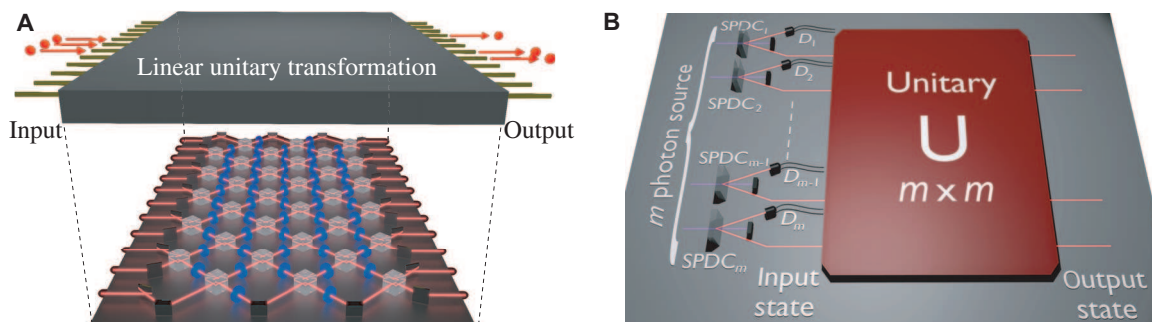 A
Linear unitary transformation
Input
Output
B
m photon source
SPDC1
D1
D2
SPDC2
SPDCm-1
Dm-1
Dm
SPDCm
Unitary
U
m x m
Input
state
Output
state